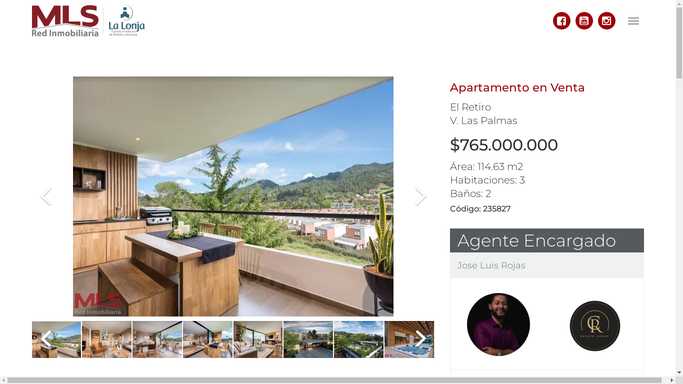 MLS
Red Inmobiliaria
La Lonja
Apartamento en Venta
El Retiro
V. Las Palmas
$765.000.000
Área: 114.63 m2
Habitaciones: 3
Baños: 2
Código: 235827
Agente Encargado
Jose Luis Rojas
MLS
Red Inmobiliaria